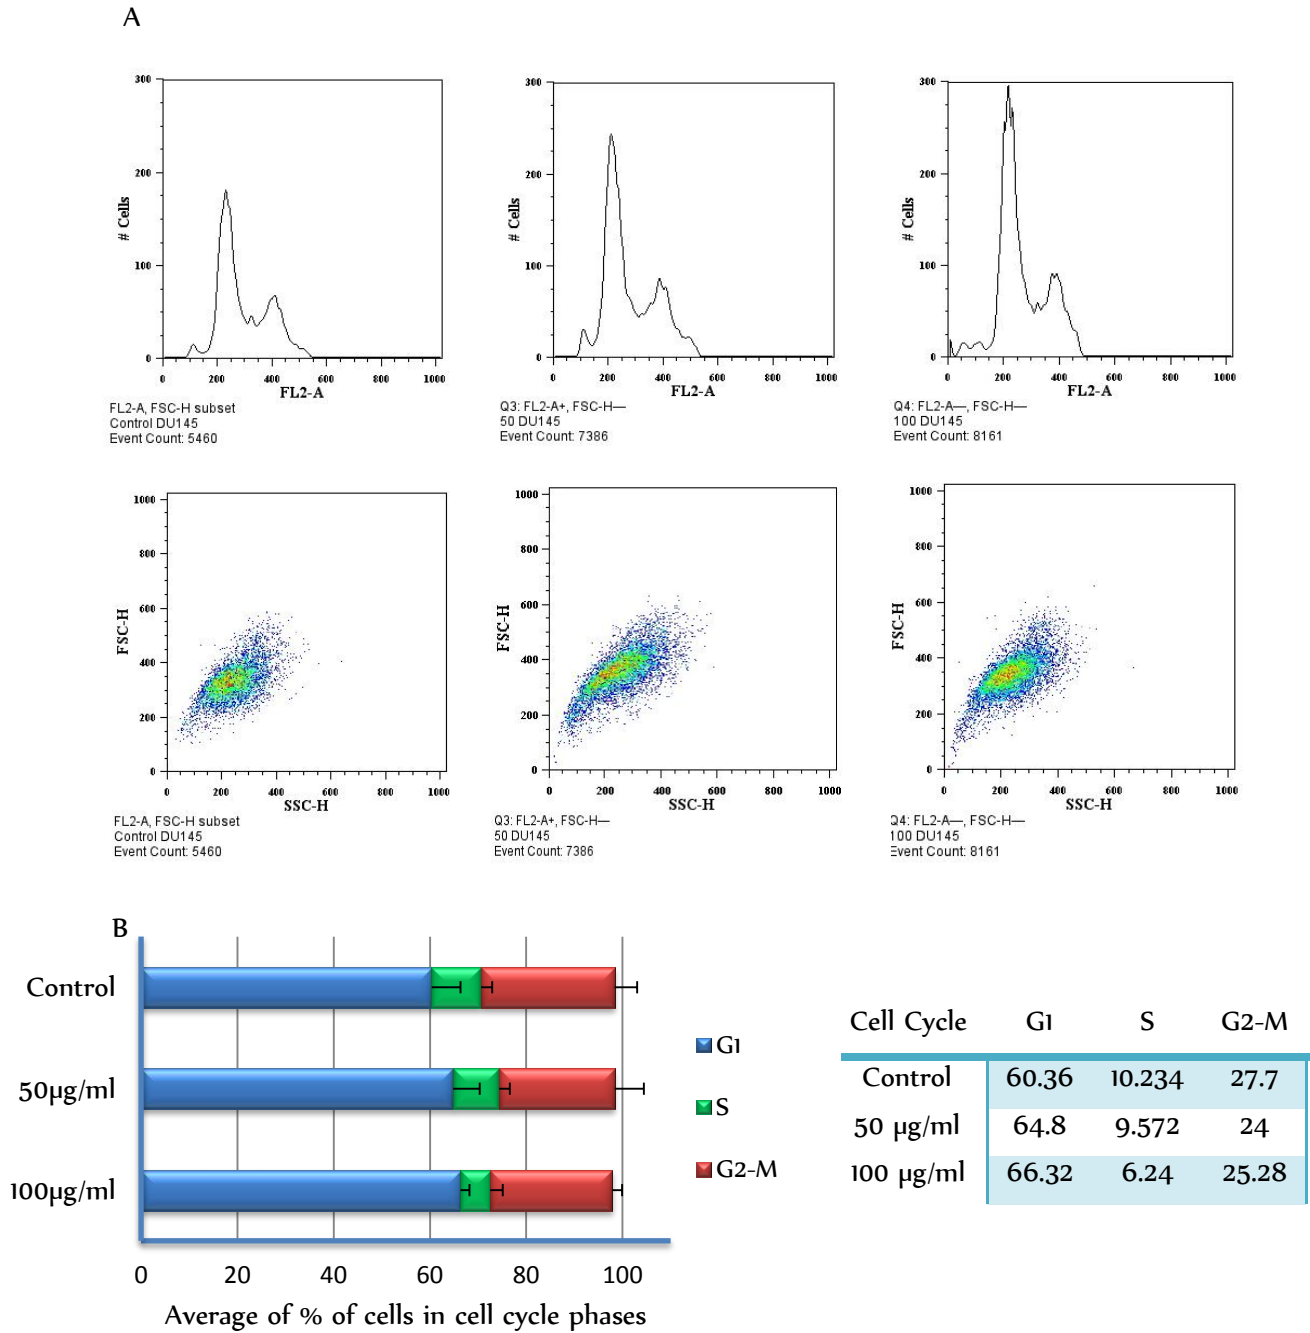 A
300
200
100
0
# Cells
0 200 400 600 800 1000
FL2-A
FL2-A, FSC-H subset
Control DU145
Event Count: 5460
300
200
100
0
# Cells
0 200 400 600 800 1000
FL2-A
Q3: FL2-A+, FSC-H—
50 DU145
Event Count: 7386
300
200
100
0
# Cells
0 200 400 600 800 1000
FL2-A
Q4: FL2-A—, FSC-H—
100 DU145
Event Count: 8161
1000
800
600
400
200
0
FSC-H
0 200 400 600 800 1000
SSC-H
FL2-A, FSC-H subset
Control DU145
Event Count: 5460
1000
800
600
400
200
0
FSC-H
0 200 400 600 800 1000
SSC-H
Q3: FL2-A+, FSC-H—
50 DU145
Event Count: 7386
1000
800
600
400
200
0
FSC-H
0 200 400 600 800 1000
SSC-H
Q4: FL2-A—, FSC-H—
100 DU145
Event Count: 8161
B
Control
50µg/ml
100µg/ml
0 20 40 60 80 100
Average of % of cells in cell cycle phases
G1
S
G2-M
Cell Cycle G1 S G2-M
Control 60.36 10.234 27.7
50 µg/ml 64.8 9.572 24
100 µg/ml 66.32 6.24 25.28